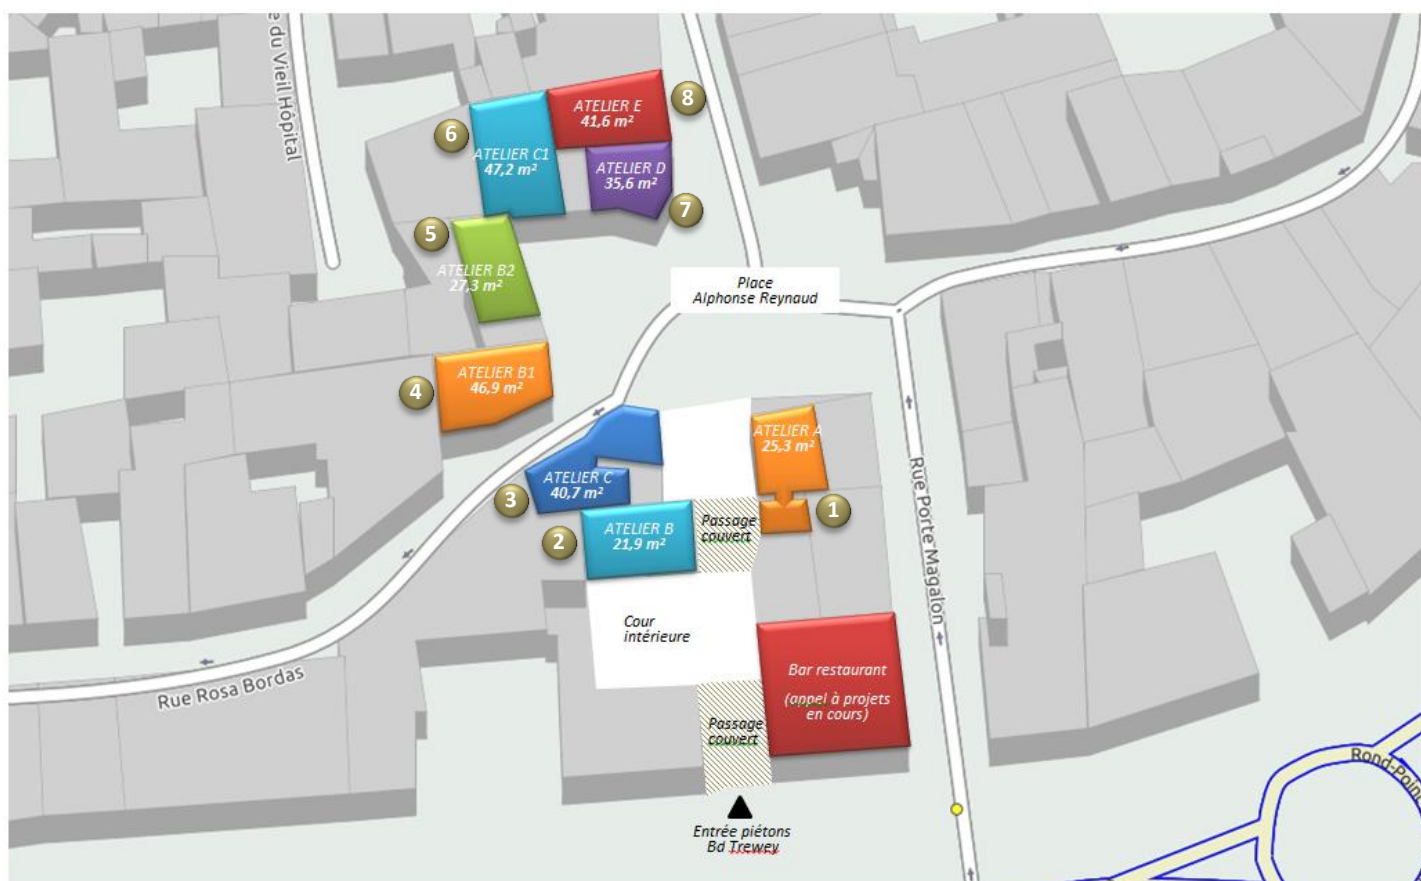 e du Vieil Hôpital
ATELIER E
41,6 m²
8
6
ATELIER C1
47,2 m²
ATELIER D
35,6 m²
7
5
ATELIER B2
27,3 m²
Place
Alphonse Reynaud
4
ATELIER B1
46,9 m²
ATELIER A
25,3 m²
1
ATELIER C
40,7 m²
3
2
ATELIER B
21,9 m²
Passage
couvert
Rue Porte Magalon
Cour
intérieure
Bar restaurant
(appel à projets
en cours)
Passage
couvert
Rue Rosa Bordas
Entrée piétons
Bd Trewey
Rond-Point